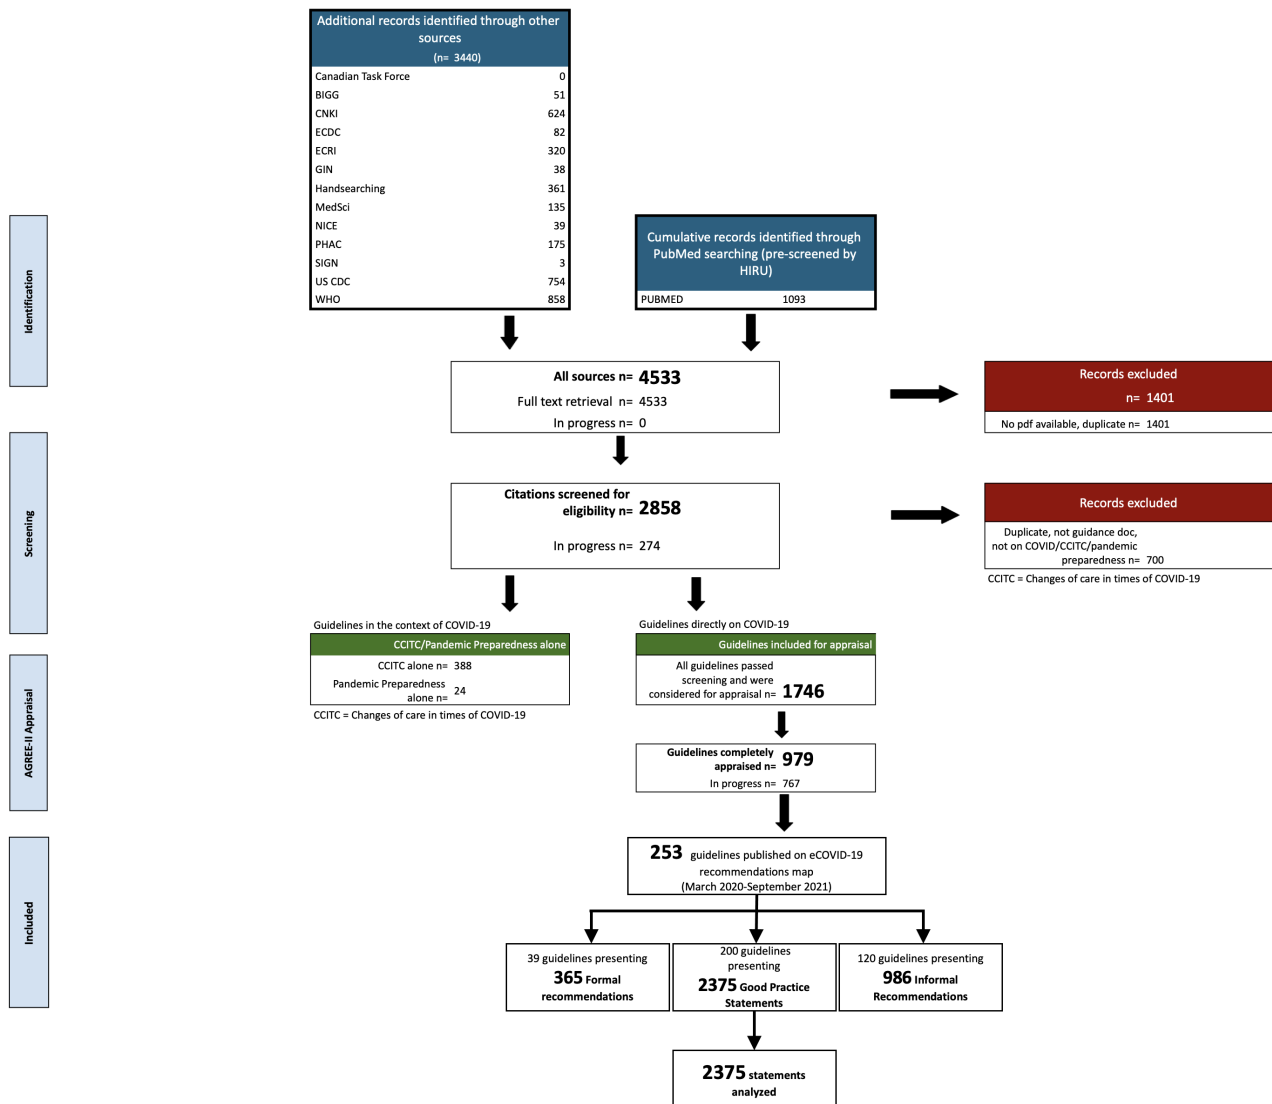 Additional records identified through other
sources
(n= 3440)
Canadian Task Force 0
BIGG 51
CNKI 624
ECDC 82
ECRI 320
GIN 38
Handsearching 361
MedSci 135
NICE 39
PHAC 175
SIGN 3
US CDC 754
WHO 858
Cumulative records identified through
PubMed searching (pre-screened by
HIRU)
PUBMED 1093
Identification
All sources n= 4533
Full text retrieval n= 4533
In progress n= 0
Records excluded
n= 1401
No pdf available, duplicate n= 1401
Screening
Citations screened for
eligibility n= 2858
In progress n= 274
Records excluded
Duplicate, not guidance doc,
not on COVID/CCITC/pandemic
preparedness n= 700
CCITC = Changes of care in times of COVID-19
Guidelines in the context of COVID-19
CCITC/Pandemic Preparedness alone
CCITC alone n= 388
Pandemic Preparedness
alone n= 24
CCITC = Changes of care in times of COVID-19
Guidelines directly on COVID-19
Guidelines included for appraisal
All guidelines passed
screening and were
considered for appraisal n= 1746
AGREE-II Appraisal
Guidelines completely
appraised n= 979
In progress n= 767
Included
253 guidelines published on eCOVID-19
recommendations map
(March 2020-September 2021)
39 guidelines presenting
365 Formal
recommendations
200 guidelines
presenting
2375 Good Practice
Statements
120 guidelines presenting
986 Informal
Recommendations
2375 statements
analyzed